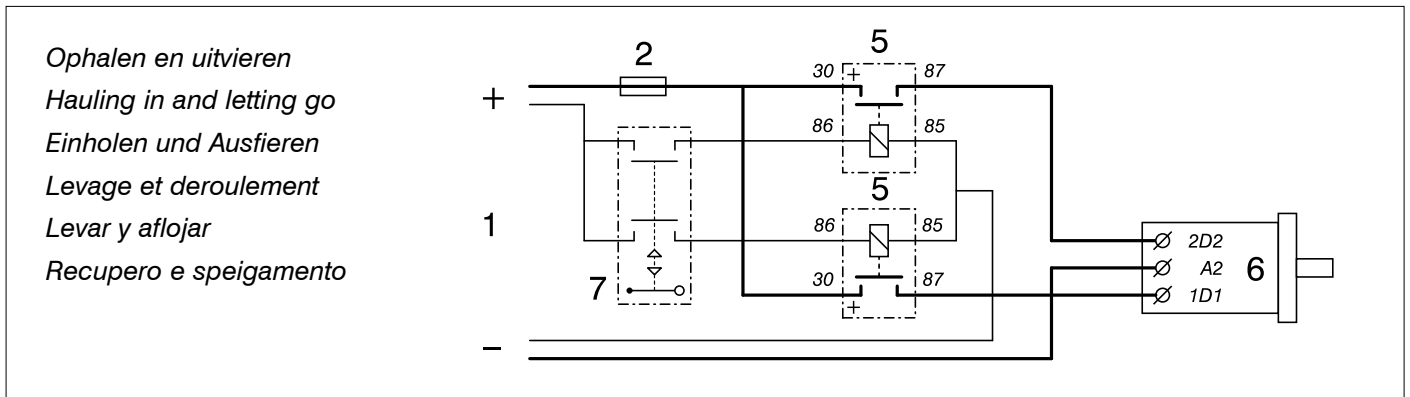 Ophalen en uitvieren
Hauling in and letting go
Einholen und Ausfieren
Levage et deroulement
Levar y aflojar
Recupero e speigamento
+
1
−
2
7
5
30
+
87
86
85
5
86
85
30
+
87
2D2
A2
1D1
6